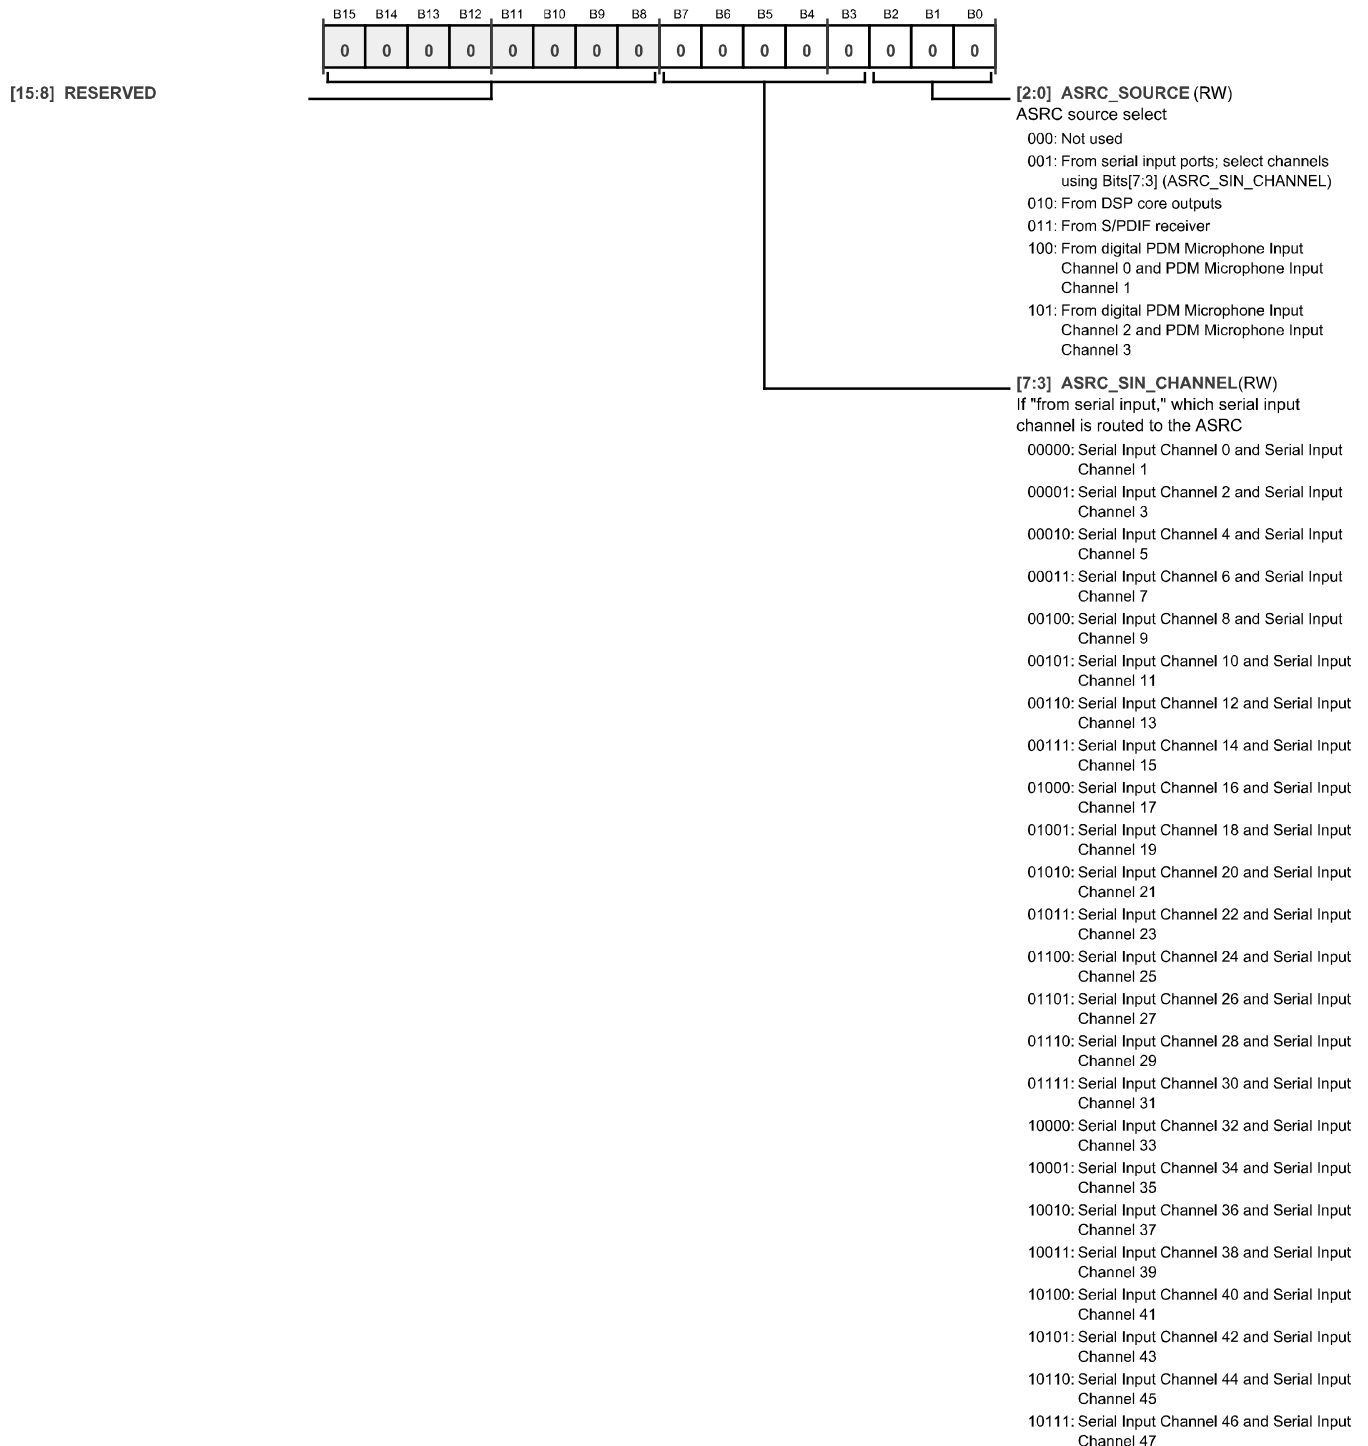 B15 B14 B13 B12 B11 B10 B9 B8 B7 B6 B5 B4 B3 B2 B1 B0
0 0 0 0 0 0 0 0 0 0 0 0 0 0 0 0
[15:8] RESERVED
[2:0] ASRC_SOURCE (RW)
ASRC source select
000: Not used
001: From serial input ports; select channels
using Bits[7:3] (ASRC_SIN_CHANNEL)
010: From DSP core outputs
011: From S/PDIF receiver
100: From digital PDM Microphone Input
Channel 0 and PDM Microphone Input
Channel 1
101: From digital PDM Microphone Input
Channel 2 and PDM Microphone Input
Channel 3
[7:3] ASRC_SIN_CHANNEL(RW)
If "from serial input," which serial input
channel is routed to the ASRC
00000: Serial Input Channel 0 and Serial Input
Channel 1
00001: Serial Input Channel 2 and Serial Input
Channel 3
00010: Serial Input Channel 4 and Serial Input
Channel 5
00011: Serial Input Channel 6 and Serial Input
Channel 7
00100: Serial Input Channel 8 and Serial Input
Channel 9
00101: Serial Input Channel 10 and Serial Input
Channel 11
00110: Serial Input Channel 12 and Serial Input
Channel 13
00111: Serial Input Channel 14 and Serial Input
Channel 15
01000: Serial Input Channel 16 and Serial Input
Channel 17
01001: Serial Input Channel 18 and Serial Input
Channel 19
01010: Serial Input Channel 20 and Serial Input
Channel 21
01011: Serial Input Channel 22 and Serial Input
Channel 23
01100: Serial Input Channel 24 and Serial Input
Channel 25
01101: Serial Input Channel 26 and Serial Input
Channel 27
01110: Serial Input Channel 28 and Serial Input
Channel 29
01111: Serial Input Channel 30 and Serial Input
Channel 31
10000: Serial Input Channel 32 and Serial Input
Channel 33
10001: Serial Input Channel 34 and Serial Input
Channel 35
10010: Serial Input Channel 36 and Serial Input
Channel 37
10011: Serial Input Channel 38 and Serial Input
Channel 39
10100: Serial Input Channel 40 and Serial Input
Channel 41
10101: Serial Input Channel 42 and Serial Input
Channel 43
10110: Serial Input Channel 44 and Serial Input
Channel 45
10111: Serial Input Channel 46 and Serial Input
Channel 47